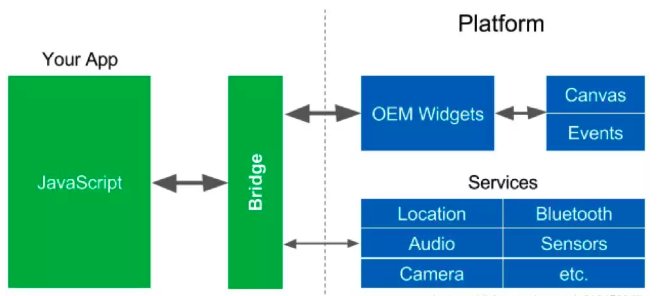 Platform
Your App
JavaScript
Bridge
OEM Widgets
Canvas
Events
Services
Location Bluetooth
Audio Sensors
Camera etc.